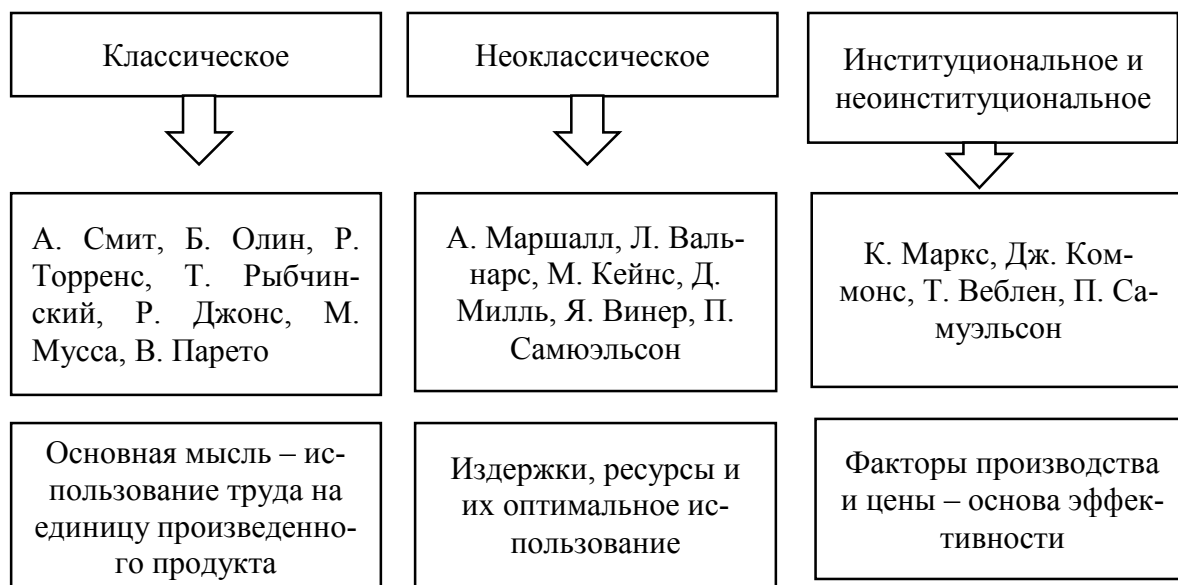 Классическое
Неоклассическое
Институциональное и
неоинституциональное
А. Смит, Б. Олин, Р.
Торренс, Т. Рыбчин-
ский, Р. Джонс, М.
Мусса, В. Парето
А. Маршалл, Л. Валь-
нарс, М. Кейнс, Д.
Милль, Я. Винер, П.
Самюэльсон
К. Маркс, Дж. Ком-
монс, Т. Веблен, П. Са-
муэльсон
Основная мысль – ис-
пользование труда на
единицу произведенно-
го продукта
Издержки, ресурсы и
их оптимальное ис-
пользование
Факторы производства
и цены – основа эффек-
тивности